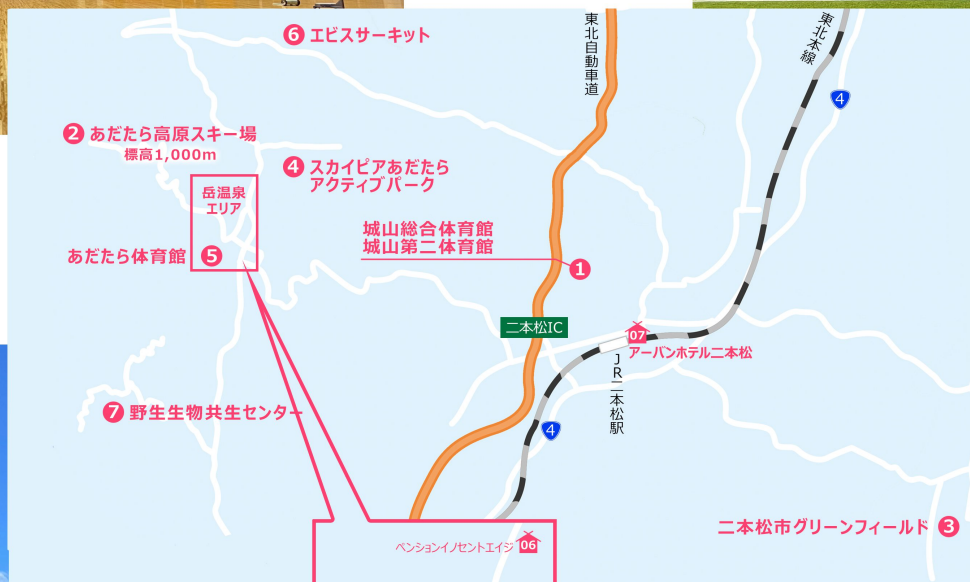 ❻ エビスサーキット
東北自動車道
東北本線
4
❷ あだたら高原スキー場
標高1,000m
❹ スカイピアあだたら
アクティブパーク
岳温泉
エリア
あだたら体育館 ❺
城山総合体育館
城山第二体育館
❶
二本松IC
07
アーバンホテル二本松
JR二本松駅
❼ 野生生物共生センター
4
二本松市グリーンフィールド ❸
ペンションイノセントエイジ 06